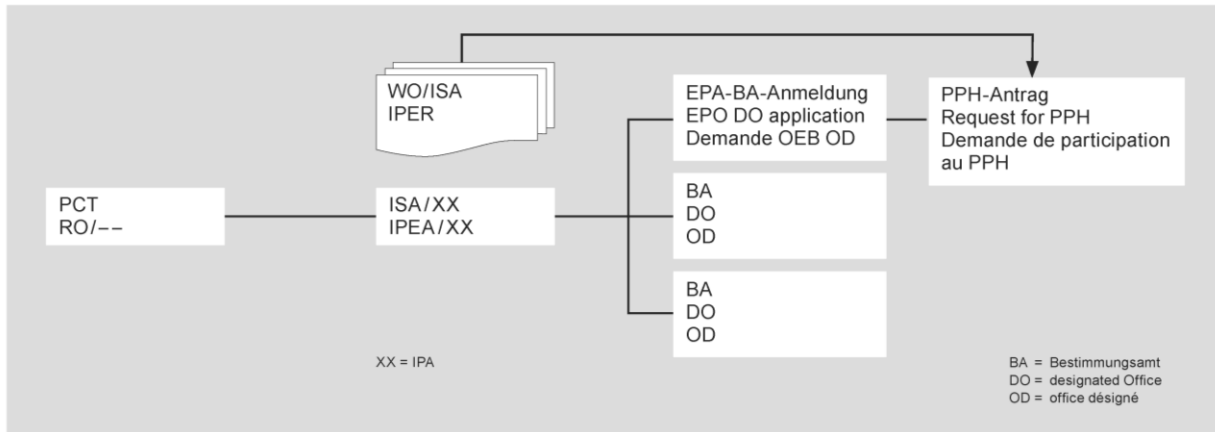 WO/ISA
IPER
EPA-BA-Anmeldung
EPO DO application
Demande OEB OD
PPH-Antrag
Request for PPH
Demande de participation
au PPH
PCT
RO/––
ISA/XX
IPEA/XX
BA
DO
OD
BA
DO
OD
XX = IPA
BA = Bestimmungsamt
DO = designated Office
OD = office désigné